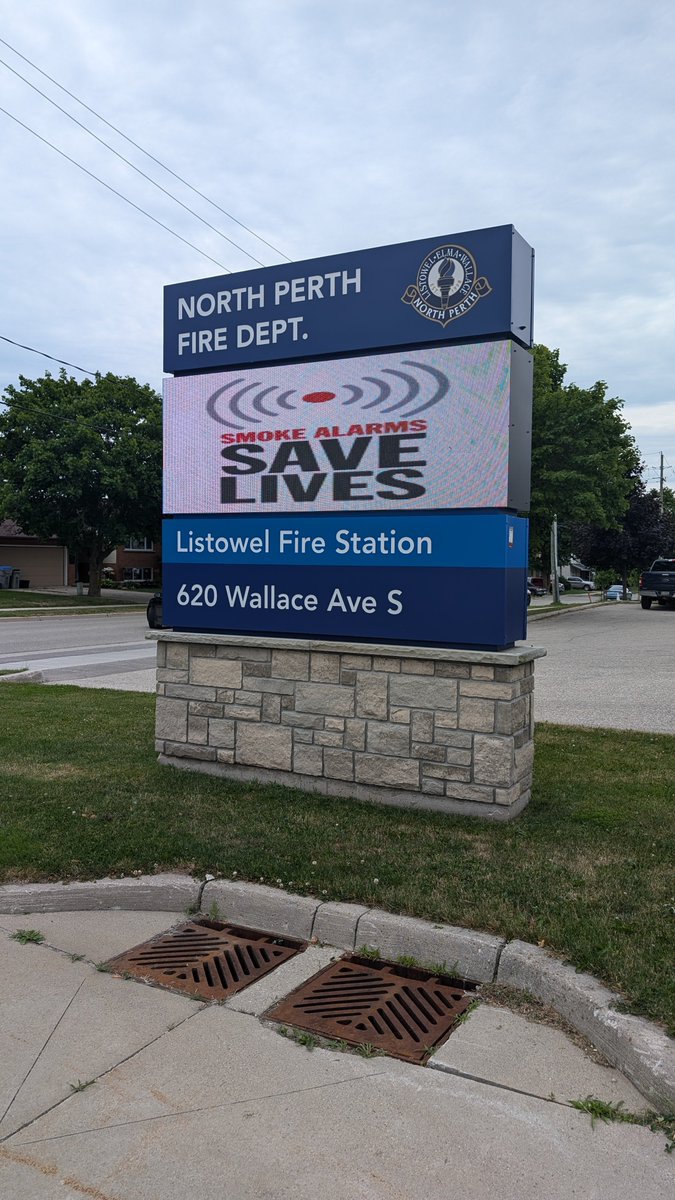 NORTH PERTH
FIRE DEPT.
LISTOWEL • ELMA • WALLACE
NORTH PERTH
SMOKE ALARMS
SAVE
LIVES
Listowel Fire Station
620 Wallace Ave S